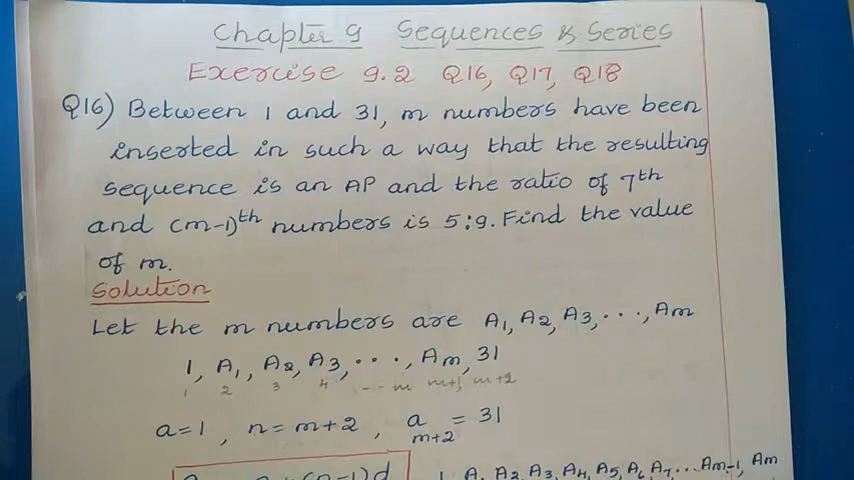 Chapter 9 Sequences & Series
Exercise 9.2 Q16, Q17, Q18
Q16) Between 1 and 31, m numbers have been
inserted in such a way that the resulting
sequence is an AP and the ratio of 7th
and (m-1)th numbers is 5:9. Find the value
of m.
Solution
Let the m numbers are A1, A2, A3, ..., Am
1, A1, A2, A3, ..., Am, 31
1 2 3 4 --- m m+1, m+2
a=1, n=m+2, a m+2 = 31
+(n-1)d
1, A1, A2, A3, A4, A5, A6, A7, ... Am-1, Am